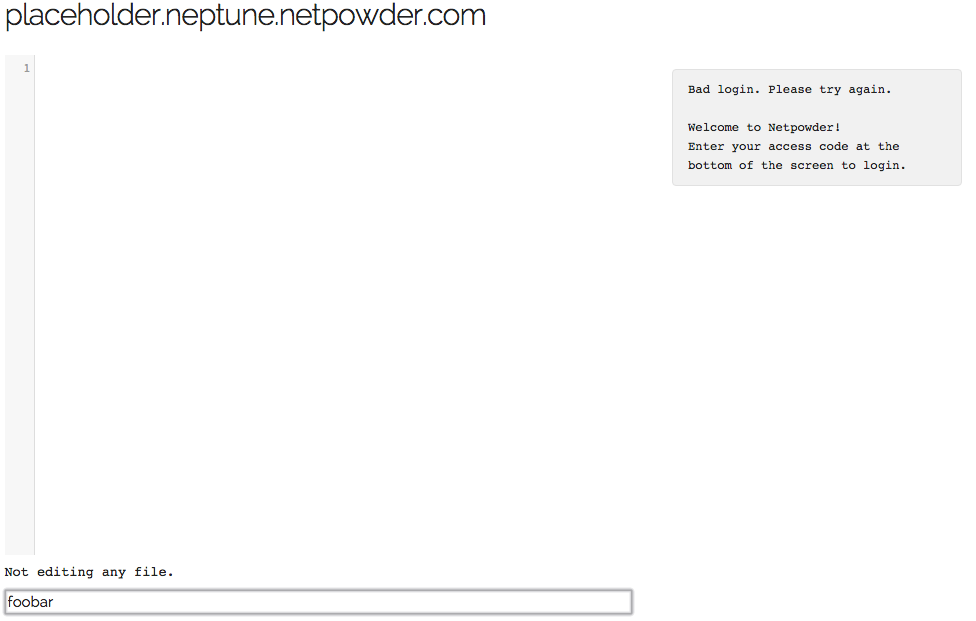 placeholder.neptune.netpowder.com
1
Bad login. Please try again.
Welcome to Netpowder!
Enter your access code at the
bottom of the screen to login.
Not editing any file.
foobar